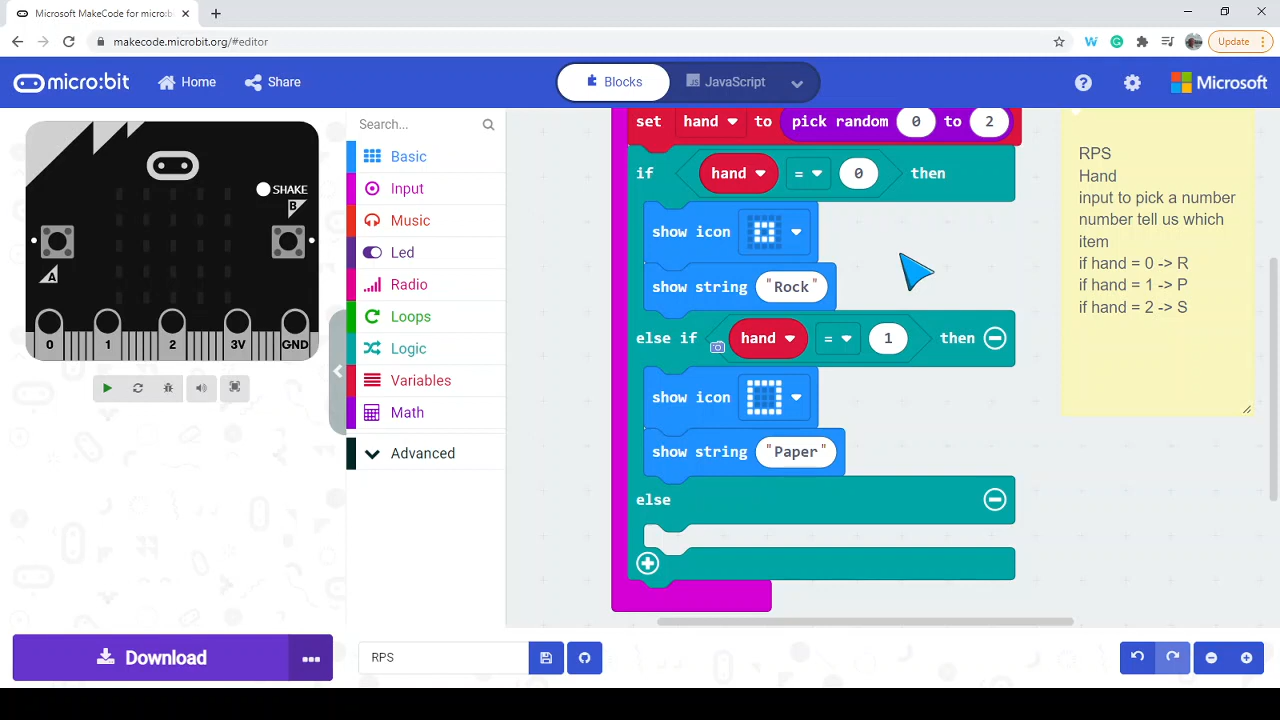 Microsoft MakeCode for micro:b
makecode.microbit.org/#editor
Update
micro:bit
Home
Share
Blocks
JS
JavaScript
Microsoft
SHAKE
B
A
0 1 2 3V GND
Search...
Basic
Input
Music
Led
Radio
Loops
Logic
Variables
Math
Advanced
set hand to pick random 0 to 2
if hand = 0 then
show icon
show string "Rock"
else if hand = 1 then
show icon
show string "Paper"
else
RPS
Hand
input to pick a number
number tell us which
item
if hand = 0 -> R
if hand = 1 -> P
if hand = 2 -> S
Download
...
RPS